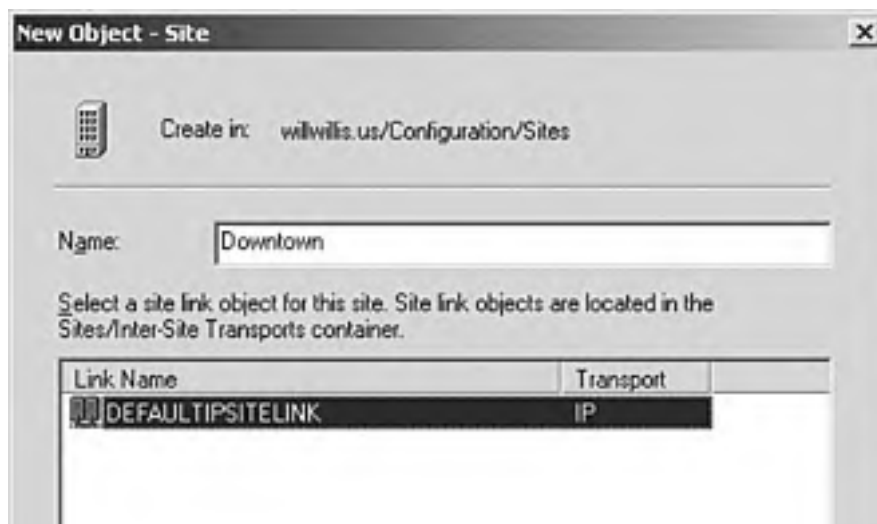 New Object - Site
Create in: willwillis.us/Configuration/Sites
Name: Downtown
Select a site link object for this site. Site link objects are located in the
Sites/Inter-Site Transports container.
Link Name Transport
DEFAULTIPSITELINK IP